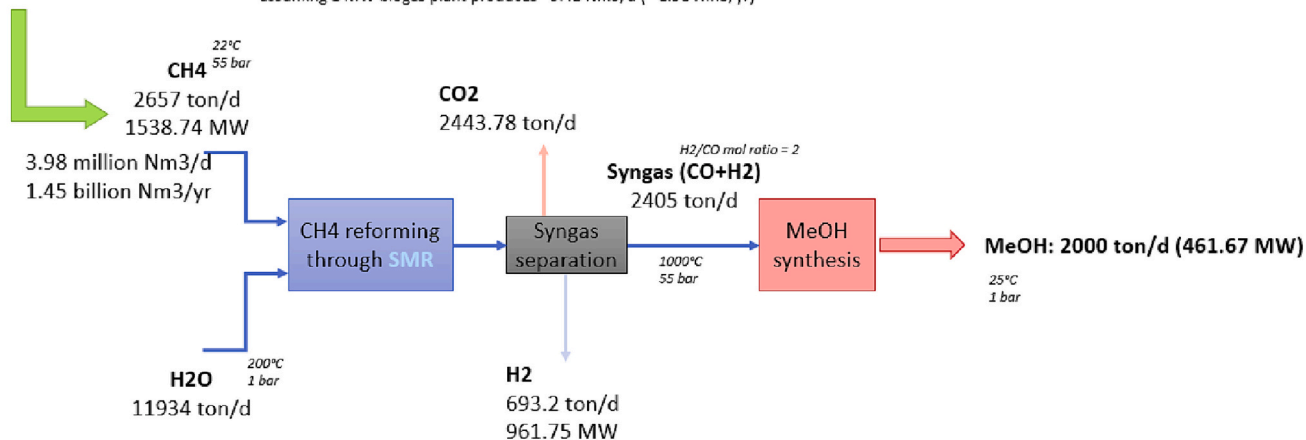 22°C
55 bar
CH4
2657 ton/d
1538.74 MW
3.98 million Nm3/d
1.45 billion Nm3/yr
CO2
2443.78 ton/d
H2/CO mol ratio = 2
Syngas (CO+H2)
2405 ton/d
CH4 reforming
through SMR
Syngas
separation
1000°C
55 bar
MeOH
synthesis
MeOH: 2000 ton/d (461.67 MW)
25°C
1 bar
200°C
1 bar
H2O
11934 ton/d
H2
693.2 ton/d
961.75 MW